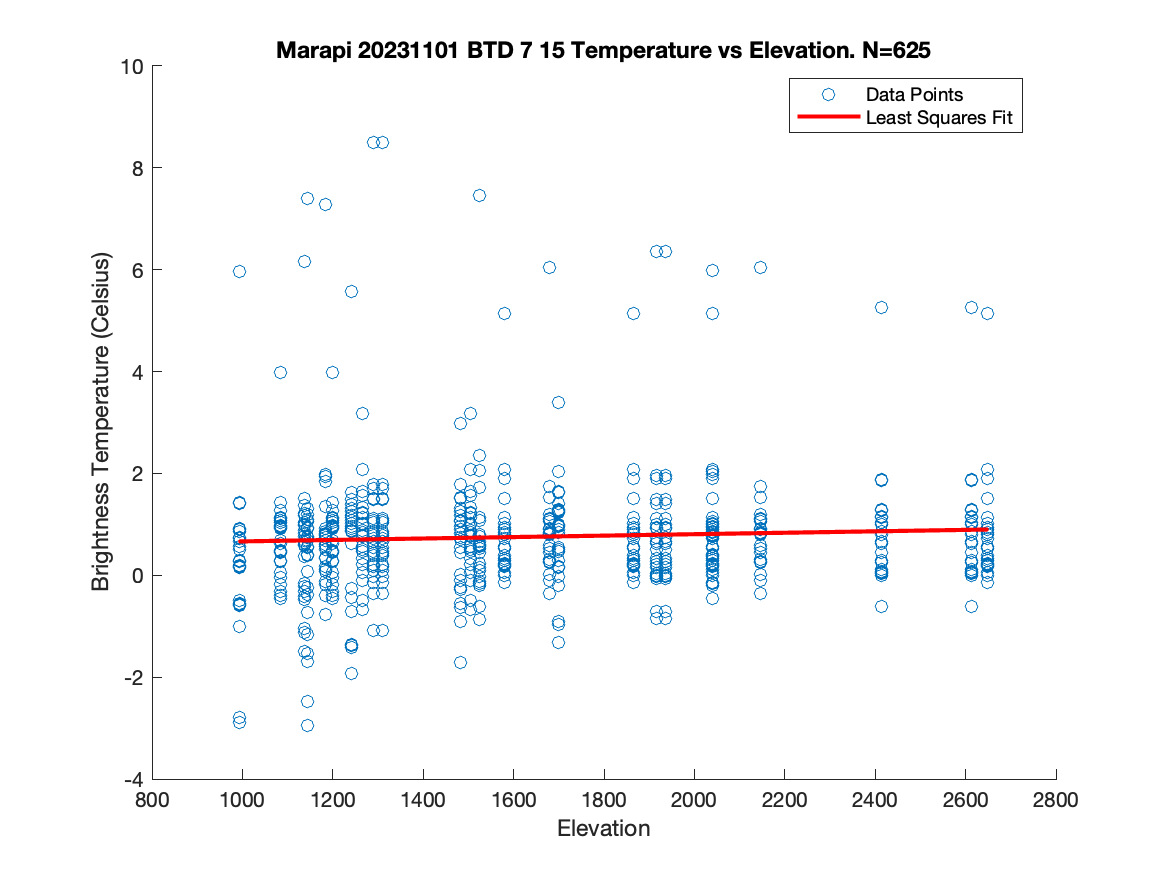 Marapi 20231101 BTD 7 15 Temperature vs Elevation. N=625
Data Points
Least Squares Fit
10
8
6
4
2
0
-2
-4
Brightness Temperature (Celsius)
800 1000 1200 1400 1600 1800 2000 2200 2400 2600 2800
Elevation